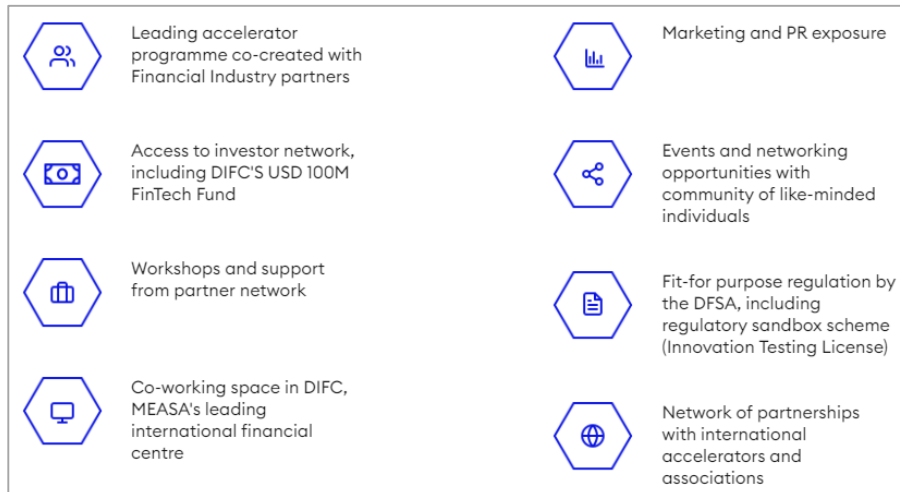 Leading accelerator
programme co-created with
Financial Industry partners
Access to investor network,
including DIFC'S USD 100M
FinTech Fund
Workshops and support
from partner network
Co-working space in DIFC,
MEASA's leading
international financial
centre
Marketing and PR exposure
Events and networking
opportunities with
community of like-minded
individuals
Fit-for purpose regulation by
the DFSA, including
regulatory sandbox scheme
(Innovation Testing License)
Network of partnerships
with international
accelerators and
associations